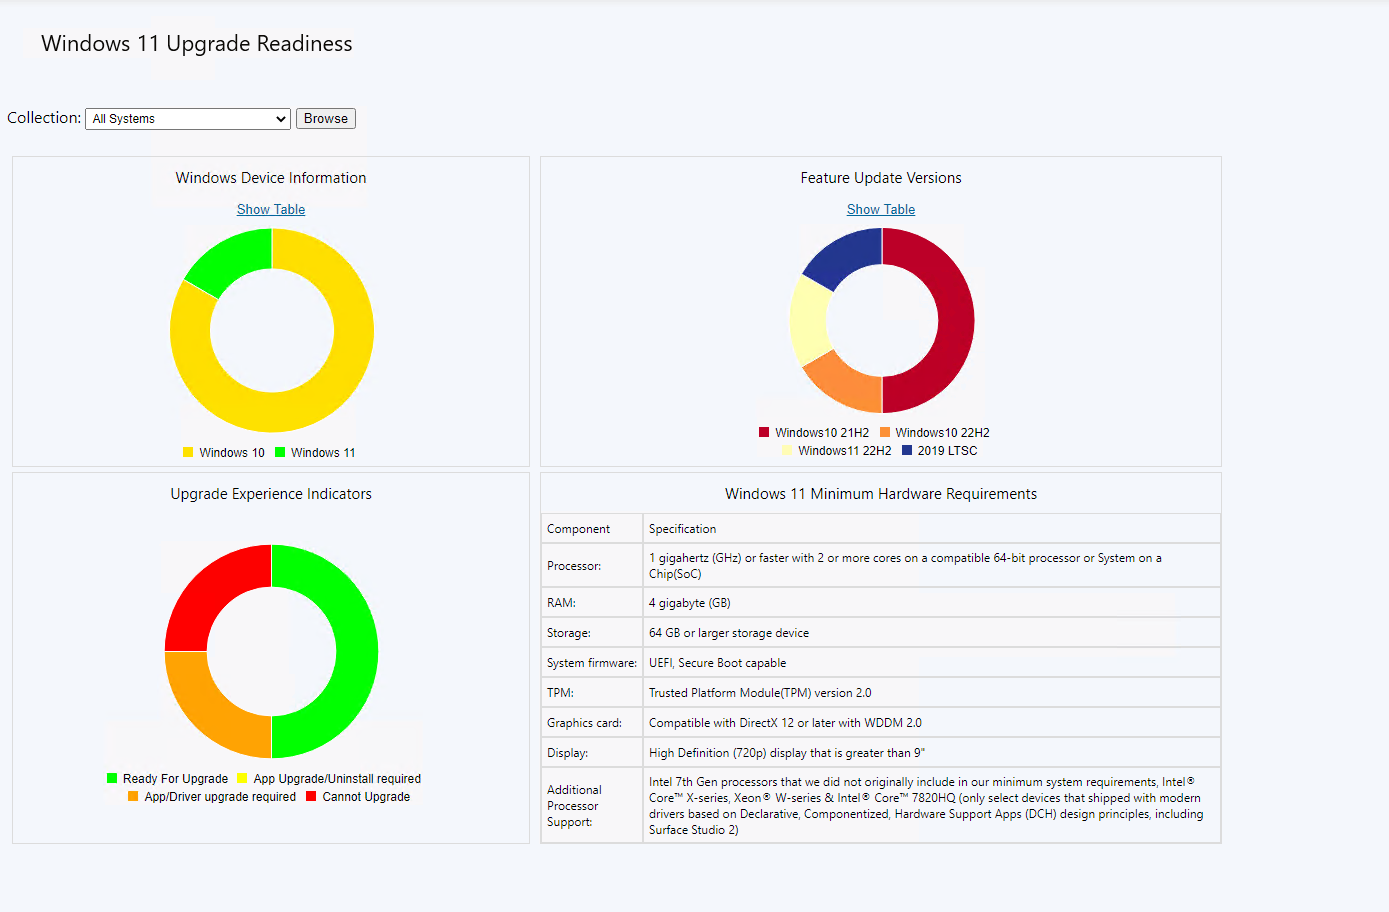 Windows 11 Upgrade Readiness
Collection: All Systems Browse
Windows Device Information
Show Table
Windows 10 Windows 11
Feature Update Versions
Show Table
Windows10 21H2 Windows10 22H2
Windows11 22H2 2019 LTSC
Upgrade Experience Indicators
Ready For Upgrade App Upgrade/Uninstall required
App/Driver upgrade required Cannot Upgrade
Windows 11 Minimum Hardware Requirements
Component Specification
Processor: 1 gigahertz (GHz) or faster with 2 or more cores on a compatible 64-bit processor or System on a
Chip(SoC)
RAM: 4 gigabyte (GB)
Storage: 64 GB or larger storage device
System firmware: UEFI, Secure Boot capable
TPM: Trusted Platform Module(TPM) version 2.0
Graphics card: Compatible with DirectX 12 or later with WDDM 2.0
Display: High Definition (720p) display that is greater than 9"
Additional
Processor
Support:
Intel 7th Gen processors that we did not originally include in our minimum system requirements, Intel®
Core™ X-series, Xeon® W-series & Intel® Core™ 7820HQ (only select devices that shipped with modern
drivers based on Declarative, Componentized, Hardware Support Apps (DCH) design principles, including
Surface Studio 2)